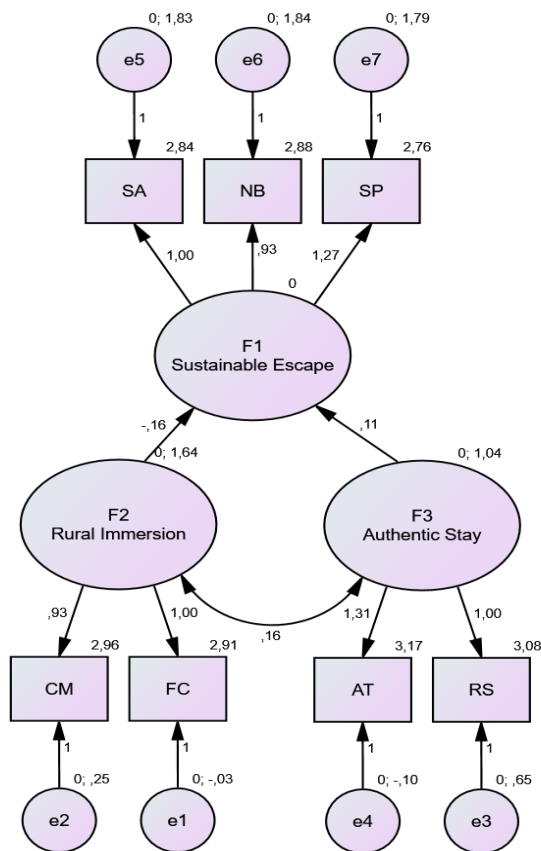 0; 1,83
0; 1,84
0; 1,79
e5
e6
e7
1
1
1
2,84
2,88
2,76
SA
NB
SP
1,00
,93
1,27
0
F1
Sustainable Escape
-,16
,11
0; 1,64
0; 1,04
F2
Rural Immersion
F3
Authentic Stay
,93
1,00
,16
1,31
1,00
2,96
2,91
3,17
3,08
CM
FC
AT
RS
1
1
1
1
0; ,25
0; -,03
0; -,10
0; ,65
e2
e1
e4
e3